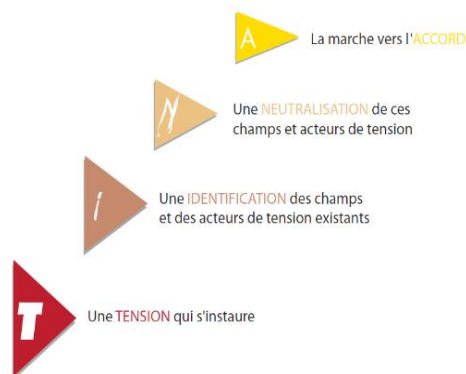 A
La marche vers l'ACCORD
N
Une NEUTRALISATION de ces
champs et acteurs de tension
i
Une IDENTIFICATION des champs
et des acteurs de tension existants
T
Une TENSION qui s'instaure